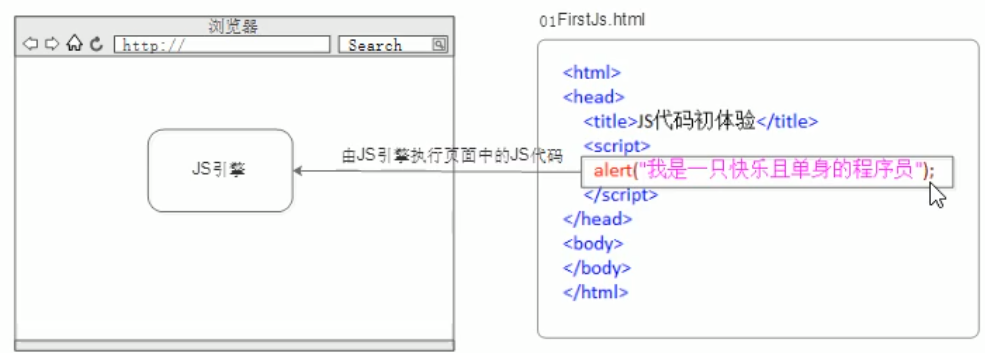 浏览器
http://
Search
JS引擎
由JS引擎执行页面中的JS代码
01FirstJs.html
<html>
<head>
<title>JS代码初体验</title>
<script>
alert("我是一只快乐且单身的程序员");
</script>
</head>
<body>
</body>
</html>